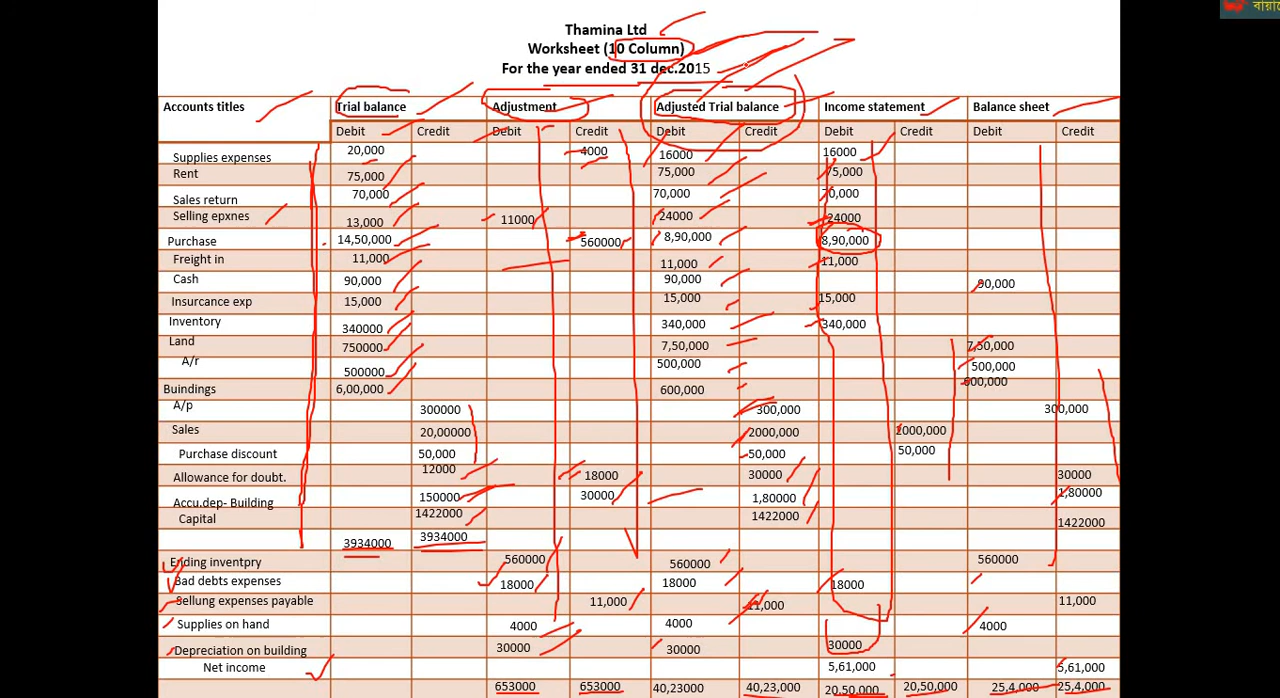 বায়াে
Thamina Ltd
Worksheet (10 Column)
For the year ended 31 dec.2015
Accounts titles Trial balance Adjustment Adjusted Trial balance Income statement Balance sheet
Debit Credit Debit Credit Debit Credit Debit Credit Debit Credit
Supplies expenses 20,000 4000 16000 16000
Rent 75,000 75,000 75,000
Sales return 70,000 70,000 70,000
Selling epxnes 13,000 11000 24000 24000
Purchase 14,50,000 560000 8,90,000 8,90,000
Freight in 11,000 11,000 11,000
Cash 90,000 90,000 90,000
Insurcance exp 15,000 15,000 15,000
Inventory 340000 340,000 340,000
Land 750000 7,50,000 7,50,000
A/r 500000 500,000 500,000
Buindings 6,00,000 600,000 600,000
A/p 300000 300,000 300,000
Sales 20,00000 2000,000 2000,000
Purchase discount 50,000 50,000 50,000
Allowance for doubt. 12000 18000 30000 30000
Accu.dep- Building 150000 30000 1,80000 1,80000
Capital 1422000 1422000 1422000
3934000 3934000
Ending inventpry 560000 560000 560000
Bad debts expenses 18000 18000 18000
Sellung expenses payable 11,000 11,000 11,000
Supplies on hand 4000 4000 4000
Depreciation on building 30000 30000 30000
Net income 5,61,000 5,61,000
653000 653000 40,23000 40,23,000 20,50,000 20,50,000 25,4,000 25,4,000